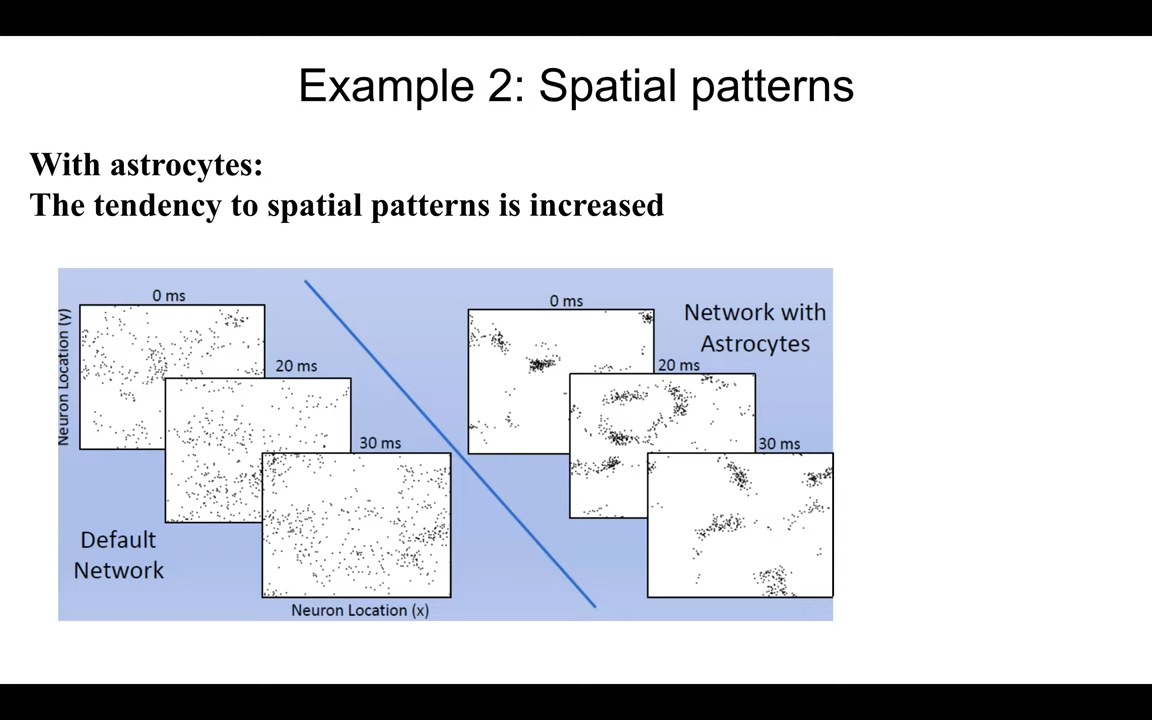 Example 2: Spatial patterns
With astrocytes:
The tendency to spatial patterns is increased
0 ms
20 ms
30 ms
Neuron Location (y)
Default
Network
Neuron Location (x)
0 ms
Network with
Astrocytes
20 ms
30 ms